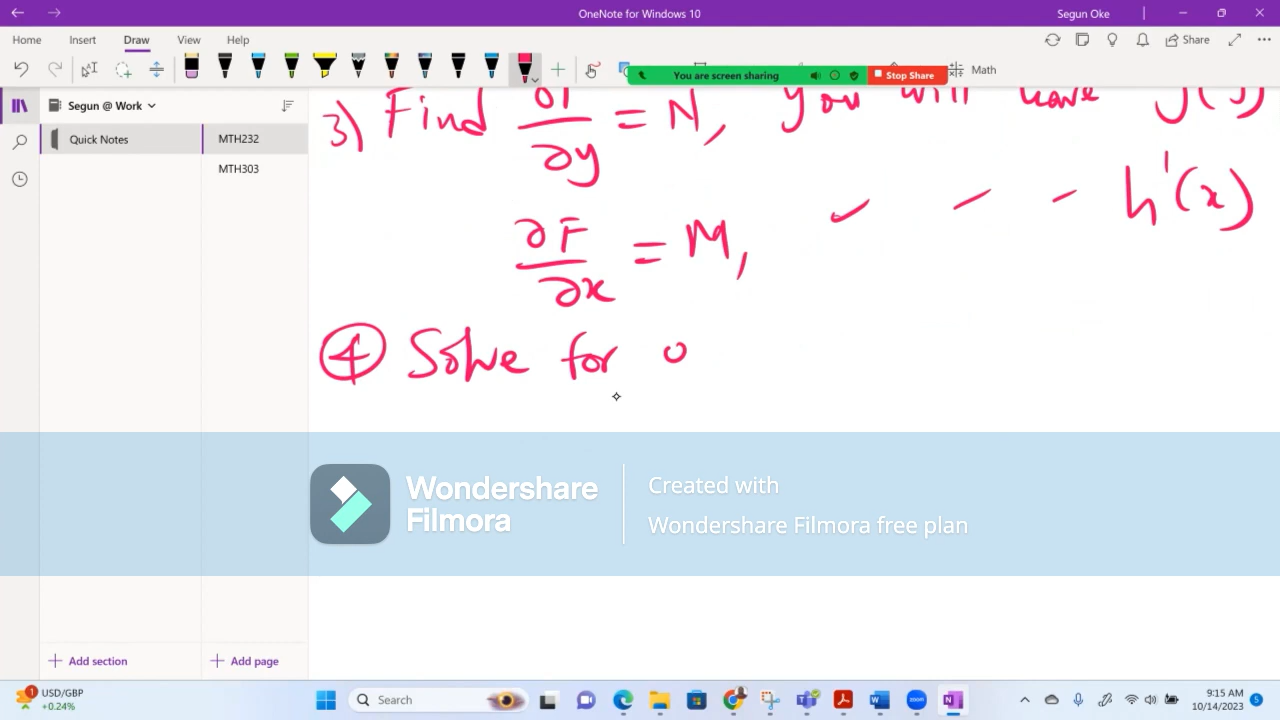 OneNote for Windows 10
Segun Oke
Home Insert Draw View Help
Share
You are screen sharing
Stop Share
Math
Segun @ Work
Quick Notes
MTH232
MTH303
3) Find ∂F/∂y = N, you will have g'(y)
∂F/∂x = M, ✓ – – h'(x)
④ Solve for
Wondershare
Filmora
Created with
Wondershare Filmora free plan
+ Add section
+ Add page
1
USD/GBP
+0.24%
Search
9:15 AM
10/14/2023
5